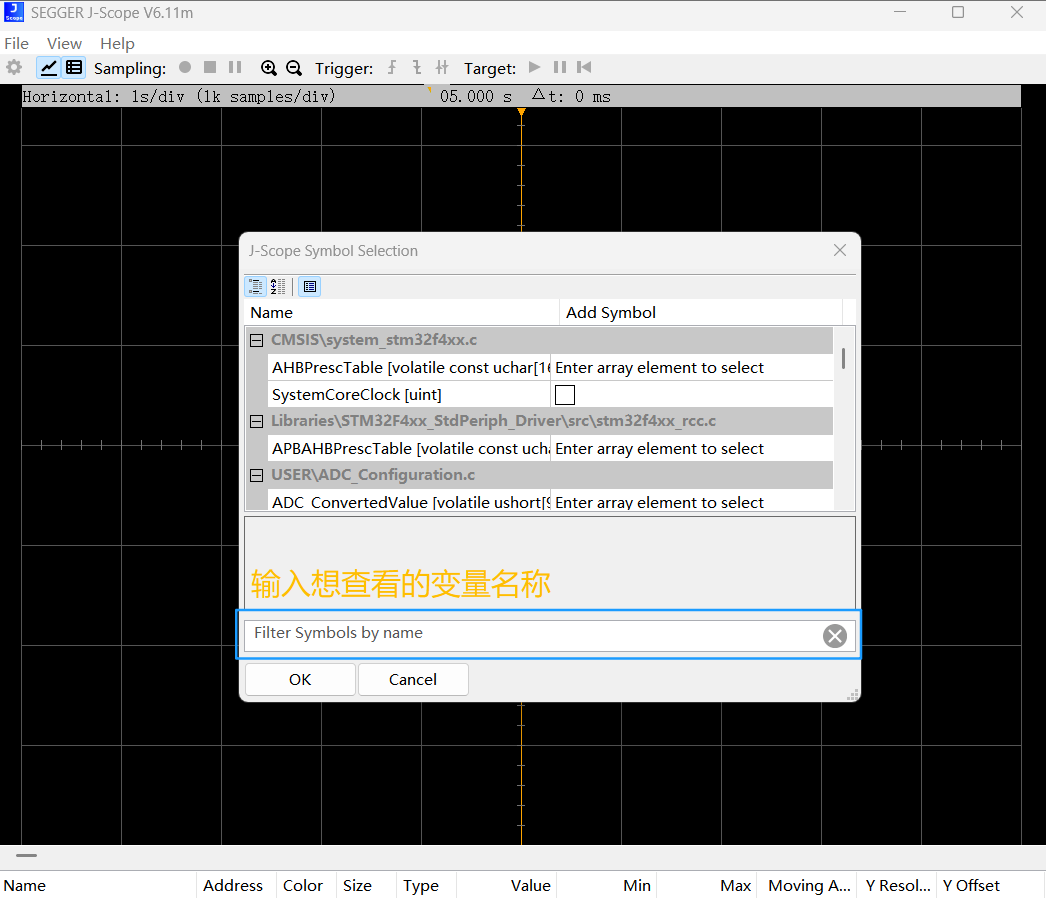 J
Scope
SEGGER J-Scope V6.11m
File View Help
Sampling: Trigger: Target:
Horizontal: 1s/div (1k samples/div) 05.000 s △t: 0 ms
J-Scope Symbol Selection
Name Add Symbol
CMSIS\system_stm32f4xx.c
AHBPrescTable [volatile const uchar[16 Enter array element to select
SystemCoreClock [uint]
Libraries\STM32F4xx_StdPeriph_Driver\src\stm32f4xx_rcc.c
APBAHBPrescTable [volatile const ucha Enter array element to select
USER\ADC_Configuration.c
ADC_ConvertedValue [volatile ushort[9 Enter array element to select
输入想查看的变量名称
Filter Symbols by name
OK Cancel
Name Address Color Size Type Value Min Max Moving A... Y Resol... Y Offset